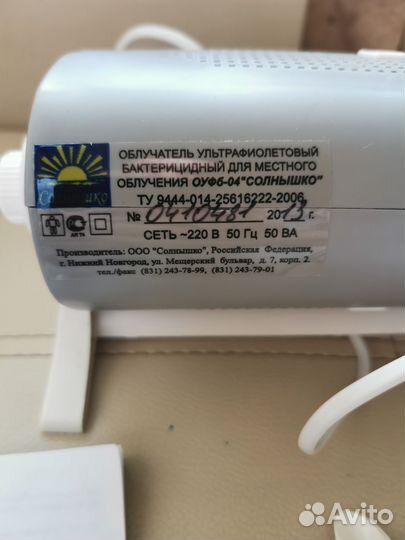 ОБЛУЧАТЕЛЬ УЛЬТРАФИОЛЕТОВЫЙ
БАКТЕРИЦИДНЫЙ ДЛЯ МЕСТНОГО
ОБЛУЧЕНИЯ ОУФб-04"СОЛНЫШКО"
ТУ 9444-014-25616222-2006
№ 0410481 2013 г.
СЕТЬ ~220 В 50 Гц 50 ВА
Производитель: ООО "Солнышко", Российская Федерация,
г. Нижний Новгород, ул. Мещерский бульвар, д. 7, корп. 2.
тел./факс (831) 243-78-99, (831) 243-79-01
Avito